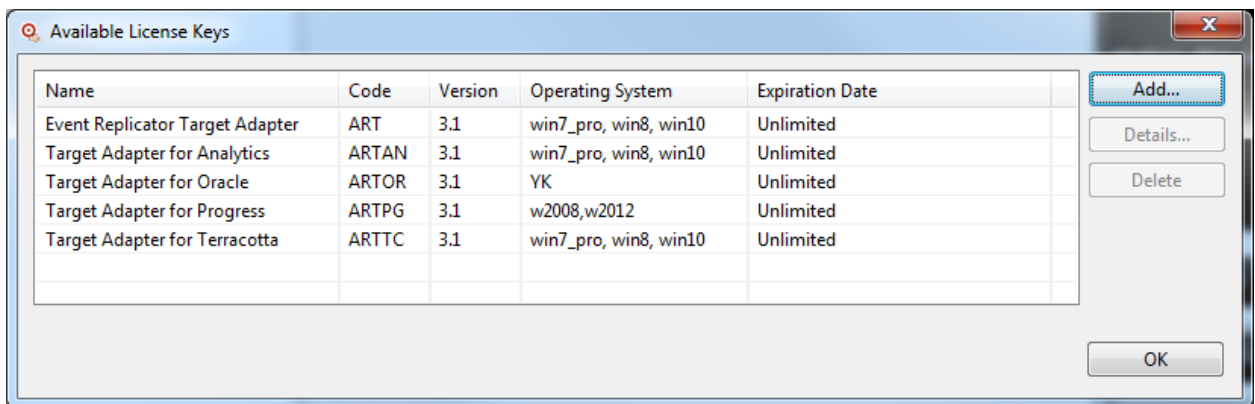 Available License Keys
Name Code Version Operating System Expiration Date
Event Replicator Target Adapter ART 3.1 win7_pro, win8, win10 Unlimited
Target Adapter for Analytics ARTAN 3.1 win7_pro, win8, win10 Unlimited
Target Adapter for Oracle ARTOR 3.1 YK Unlimited
Target Adapter for Progress ARTPG 3.1 w2008,w2012 Unlimited
Target Adapter for Terracotta ARTTC 3.1 win7_pro, win8, win10 Unlimited
Add...
Details...
Delete
OK